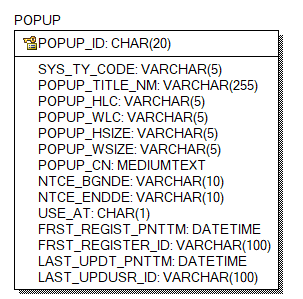 POPUP
POPUP_ID: CHAR(20)
SYS_TY_CODE: VARCHAR(5)
POPUP_TITLE_NM: VARCHAR(255)
POPUP_HLC: VARCHAR(5)
POPUP_WLC: VARCHAR(5)
POPUP_HSIZE: VARCHAR(5)
POPUP_WSIZE: VARCHAR(5)
POPUP_CN: MEDIUMTEXT
NTCE_BGNDE: VARCHAR(10)
NTCE_ENDDE: VARCHAR(10)
USE_AT: CHAR(1)
FRST_REGIST_PNTTM: DATETIME
FRST_REGISTER_ID: VARCHAR(100)
LAST_UPDT_PNTTM: DATETIME
LAST_UPDUSR_ID: VARCHAR(100)